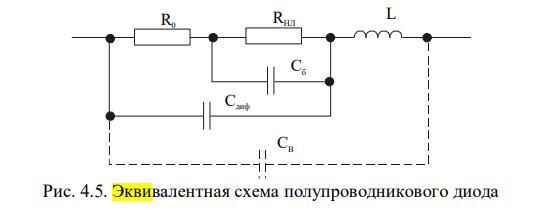 R₀ Rнл L
Cб
Cдиф
Cв
Рис. 4.5. Эквивалентная схема полупроводникового диода